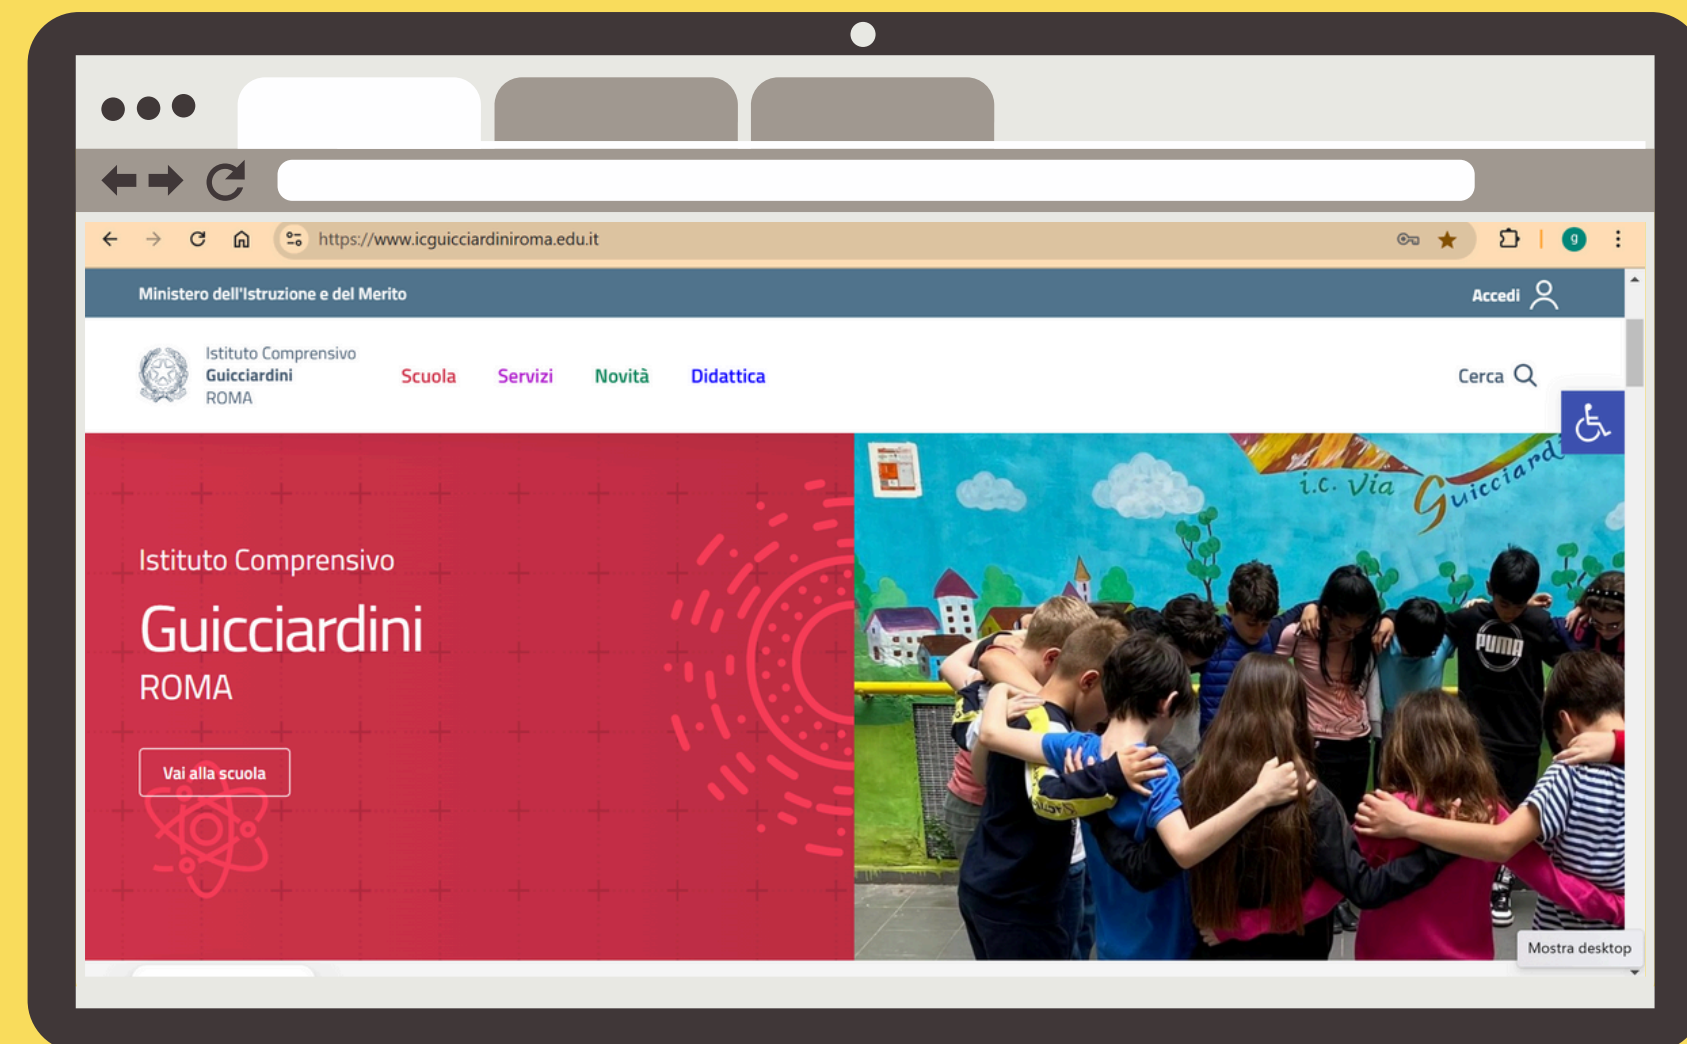 https://www.icguicciardiniroma.edu.it
g
Ministero dell'Istruzione e del Merito
Accedi
Istituto Comprensivo
Guicciardini
ROMA
Scuola Servizi Novità Didattica
Cerca
Istituto Comprensivo
Guicciardini
ROMA
Vai alla scuola
i.c. Via Guicciard
PUMA
Mostra desktop